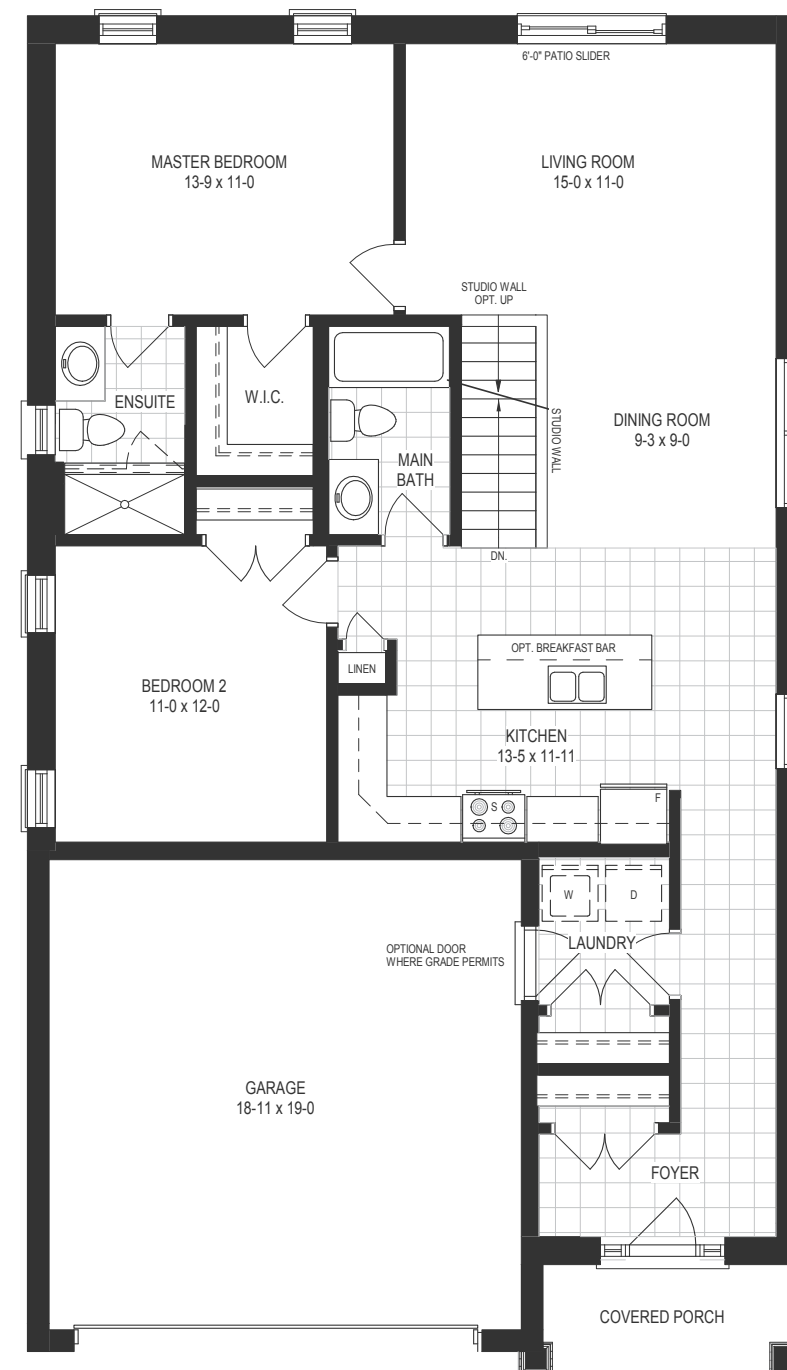 6'-0" PATIO SLIDER
MASTER BEDROOM
13-9 x 11-0
LIVING ROOM
15-0 x 11-0
STUDIO WALL
OPT. UP
ENSUITE
W.I.C.
MAIN
BATH
STUDIO WALL
DINING ROOM
9-3 x 9-0
DN.
LINEN
OPT. BREAKFAST BAR
BEDROOM 2
11-0 x 12-0
KITCHEN
13-5 x 11-11
S
F
W
D
LAUNDRY
OPTIONAL DOOR
WHERE GRADE PERMITS
GARAGE
18-11 x 19-0
FOYER
COVERED PORCH